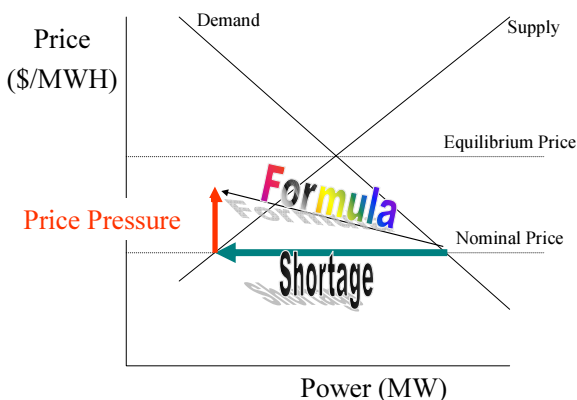 Demand
Price
($/MWH)
Supply
Equilibrium Price
Formula
Price Pressure
Nominal Price
Shortage
Power (MW)